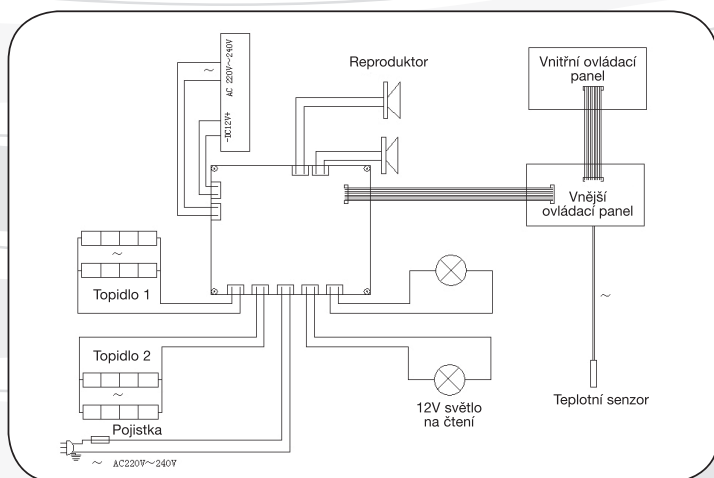 AC 220V～240V
～
-DC12V+
Reproduktor
Vnitřní ovládací
panel
Vnější
ovládací panel
～
Topidlo 1
～
Topidlo 2
～
Pojistka
～ AC220V～240V
12V světlo
na čtení
～
Teplotní senzor